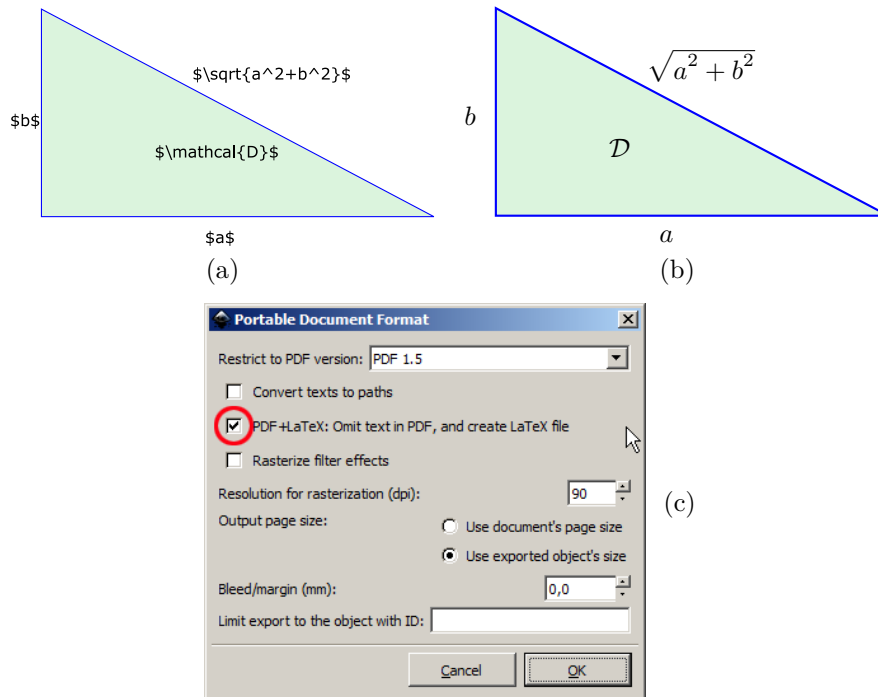 $\sqrt{a^2+b^2}$
$b$
$\mathcal{D}$
$a$
(a)
√a² + b²
b
𝒟
a
(b)
Portable Document Format
Restrict to PDF version: PDF 1.5
Convert texts to paths
PDF+LaTeX: Omit text in PDF, and create LaTeX file
Rasterize filter effects
Resolution for rasterization (dpi): 90
Output page size: Use document's page size
Use exported object's size
Bleed/margin (mm): 0,0
Limit export to the object with ID:
Cancel OK
(c)